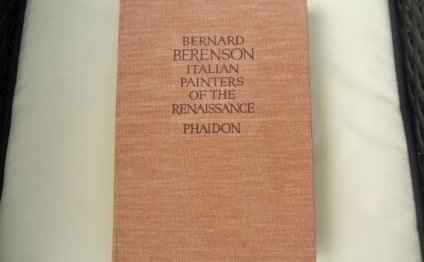 BERNARD
BERENSON
ITALIAN
PAINTERS
OF THE
RENAISSANCE
PHAIDON